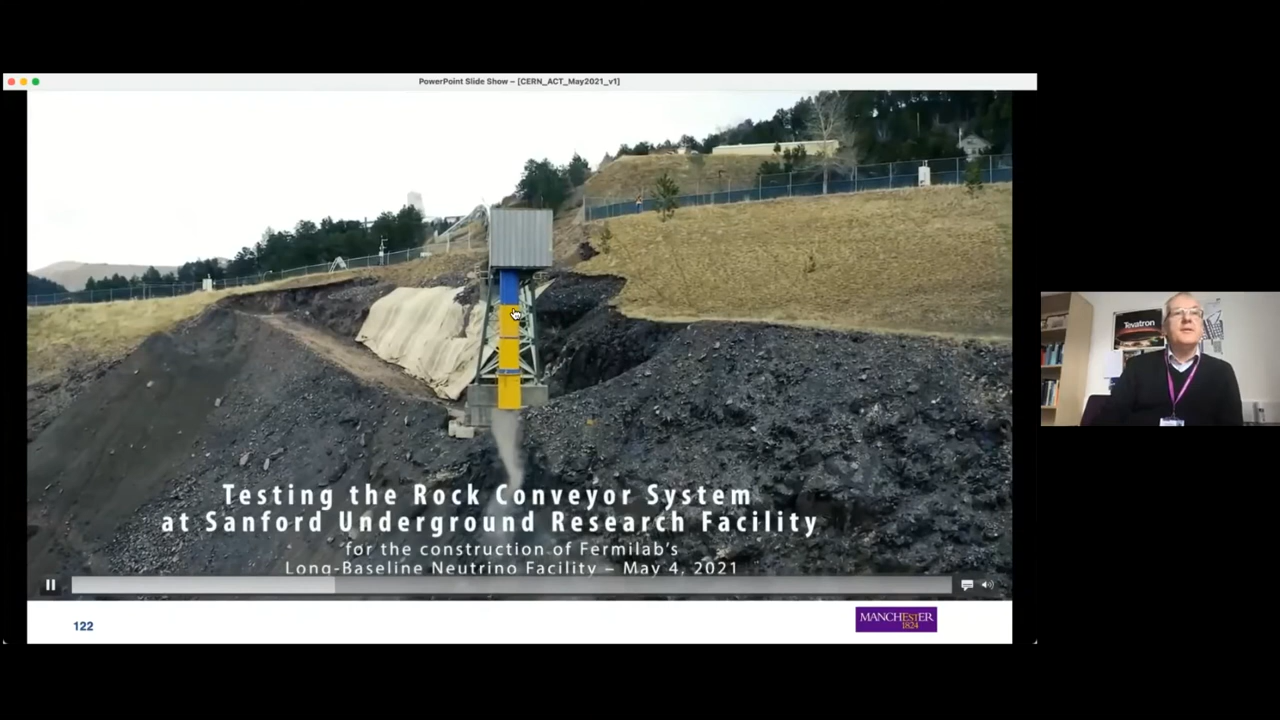 PowerPoint Slide Show – [CERN_ACT_May2021_v1]
Tevatron
Testing the Rock Conveyor System
at Sanford Underground Research Facility
for the construction of Fermilab's
Long-Baseline Neutrino Facility – May 4, 2021
122
MANCHESTER
1824